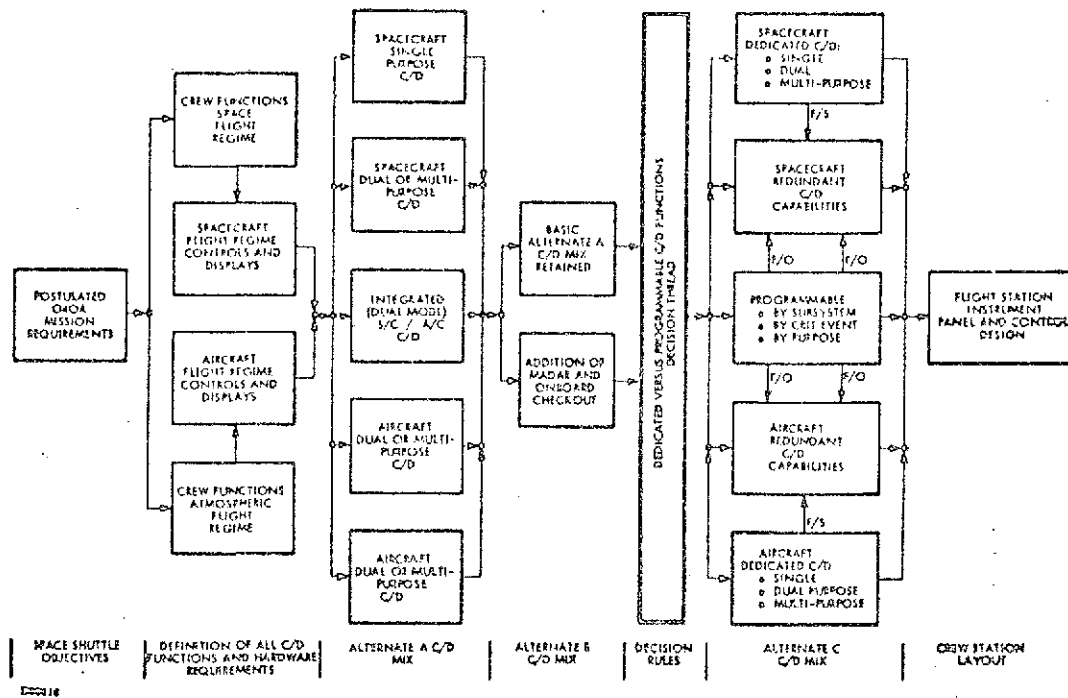 POSTULATED
MISSION
REQUIREMENTS
CREW FUNCTIONS
SPACE
FLIGHT
REGIME
SPACECRAFT
FLIGHT REGIME
CONTROLS AND
DISPLAYS
AIRCRAFT
FLIGHT REGIME
CONTROLS AND
DISPLAYS
CREW FUNCTIONS
ATMOSPHERIC
FLIGHT
REGIME
SPACECRAFT
SINGLE
PURPOSE
C/D
SPACECRAFT
DUAL OR MULTI-
PURPOSE
C/D
INTEGRATED
(DUAL MODE)
S/C / A/C
C/D
AIRCRAFT
DUAL OR MULTI-
PURPOSE
C/D
AIRCRAFT
DUAL OR MULTI-
PURPOSE
C/D
BASIC
ALTERNATE A
C/D MIX
RETAINED
ADDITION OF
MADAR AND
ONBOARD
CHECKOUT
DEDICATED VERSUS PROGRAMMABLE C/D FUNCTIONS
DECISION THREAD
SPACECRAFT
DEDICATED C/D:
• SINGLE
• DUAL
• MULTI-PURPOSE
F/S
SPACECRAFT
REDUNDANT
C/D
CAPABILITIES
F/O F/O
PROGRAMMABLE
• BY SUBSYSTEM
• BY CRIT EVENT
• BY PURPOSE
F/O F/O
AIRCRAFT
REDUNDANT
C/D
CAPABILITIES
F/S
AIRCRAFT
DEDICATED C/D
• SINGLE
• DUAL PURPOSE
• MULTI-PURPOSE
FLIGHT STATION
INSTRUMENT
PANEL AND CONTROL
DESIGN
SPACE SHUTTLE
OBJECTIVES
DEFINITION OF ALL C/D
FUNCTIONS AND HARDWARE
REQUIREMENTS
ALTERNATE A C/D
MIX
ALTERNATE B
C/D MIX
DECISION
RULES
ALTERNATE C
C/D MIX
CREW STATION
LAYOUT